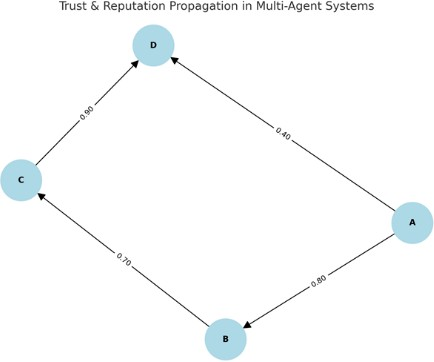 Trust & Reputation Propagation in Multi-Agent Systems
D
0.90
0.40
C
A
0.70
0.80
B